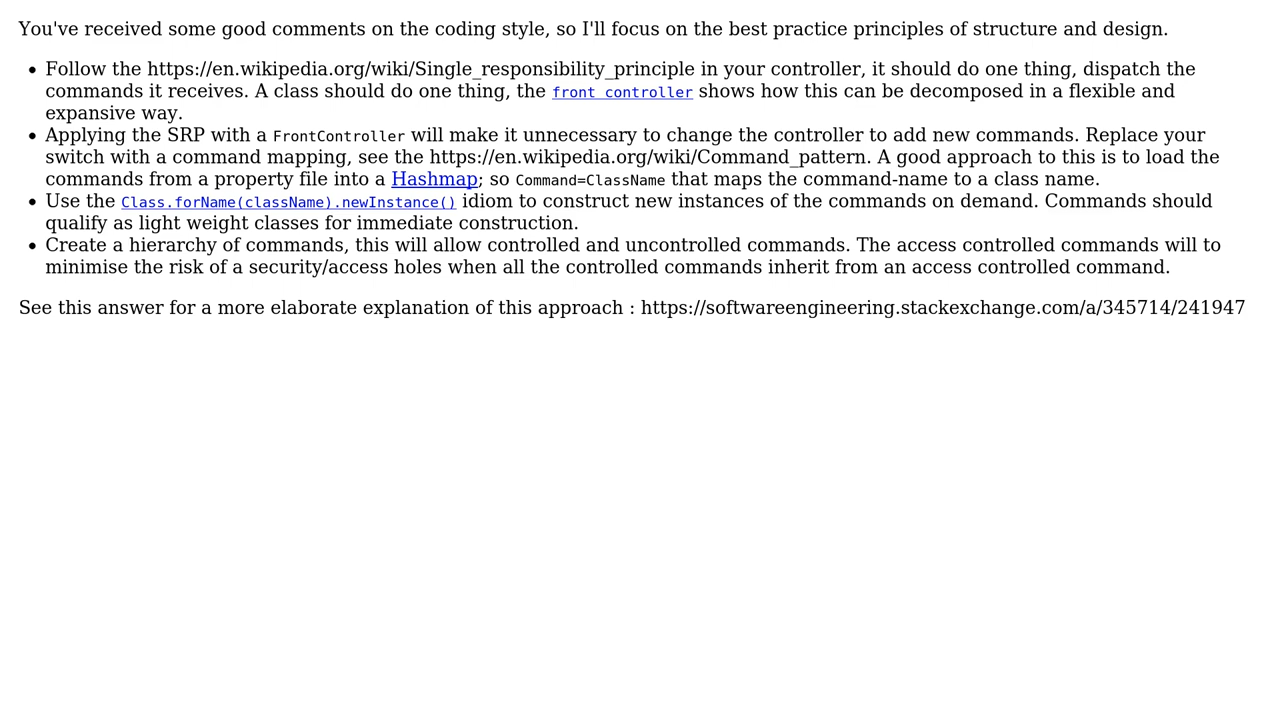 You've received some good comments on the coding style, so I'll focus on the best practice principles of structure and design.
• Follow the https://en.wikipedia.org/wiki/Single_responsibility_principle in your controller, it should do one thing, dispatch the
commands it receives. A class should do one thing, the front controller shows how this can be decomposed in a flexible and
expansive way.
• Applying the SRP with a FrontController will make it unnecessary to change the controller to add new commands. Replace your
switch with a command mapping, see the https://en.wikipedia.org/wiki/Command_pattern. A good approach to this is to load the
commands from a property file into a Hashmap; so Command=ClassName that maps the command-name to a class name.
• Use the Class.forName(className).newInstance() idiom to construct new instances of the commands on demand. Commands should
qualify as light weight classes for immediate construction.
• Create a hierarchy of commands, this will allow controlled and uncontrolled commands. The access controlled commands will to
minimise the risk of a security/access holes when all the controlled commands inherit from an access controlled command.
See this answer for a more elaborate explanation of this approach : https://softwareengineering.stackexchange.com/a/345714/241947